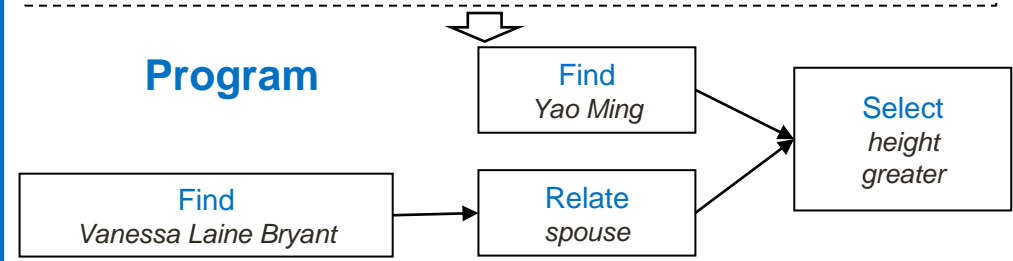 Program
Find
Yao Ming
Select
height
greater
Find
Vanessa Laine Bryant
Relate
spouse